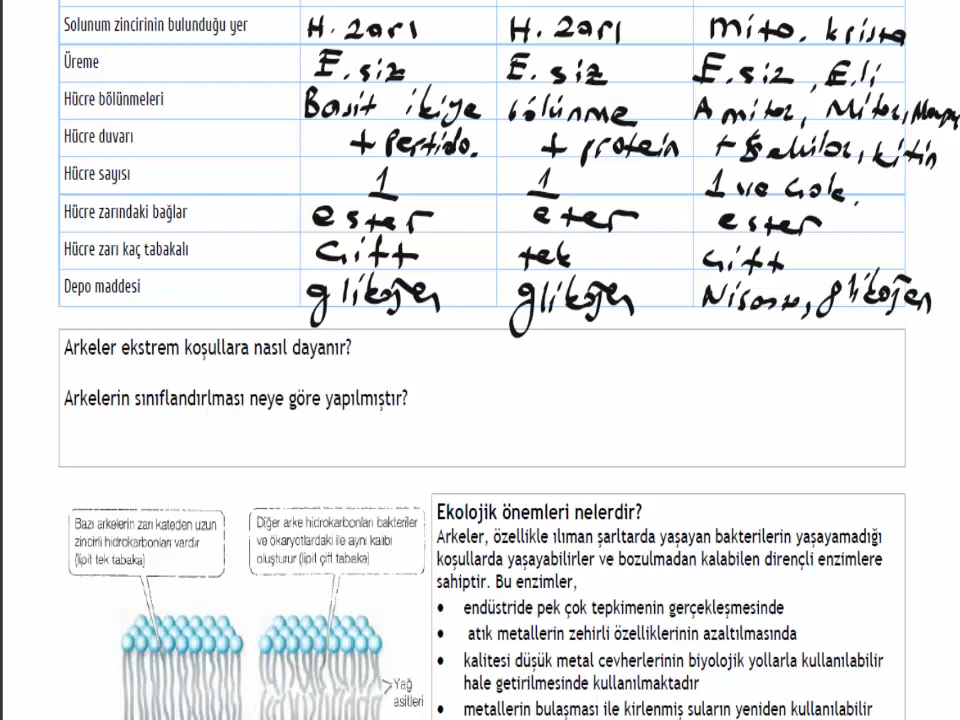 Solunum zincirinin bulunduğu yer H. Zarı H. Zarı Mito. krista
Üreme E.siz E. siz E.siz, E.li
Hücre bölünmeleri Basit ikiye bölünme Amitoz, Mitoz,
Hücre duvarı + Peptido. + protein + Selüloz, kitin
Hücre sayısı 1 1 1 ve çok.
Hücre zarındaki bağlar ester eter ester
Hücre zarı kaç tabakalı Çift tek Çift
Depo maddesi glikojen glikojen Nişasta, glikojen
Arkeler ekstrem koşullara nasıl dayanır?
Arkelerin sınıflandırlması neye göre yapılmıştır?
Bazı arkelerin zarı kateden uzun
zincirli hidrokarbonları vardır
(lipit tek tabaka)
Diğer arke hidrokarbonları bakteriler
ve ökaryotlardaki ile aynı kalıbı
oluşturur (lipil çift tabaka)
Yağ
asitleri
Ekolojik önemleri nelerdir?
Arkeler, özellikle ılıman şartlarda yaşayan bakterilerin yaşayamadığı
koşullarda yaşayabilirler ve bozulmadan kalabilen dirençli enzimlere
sahiptir. Bu enzimler,
• endüstride pek çok tepkimenin gerçekleşmesinde
• atık metallerin zehirli özelliklerinin azaltılmasında
• kalitesi düşük metal cevherlerinin biyolojik yollarla kullanılabilir
hale getirilmesinde kullanılmaktadır
• metallerin bulaşması ile kirlenmiş suların yeniden kullanılabilir